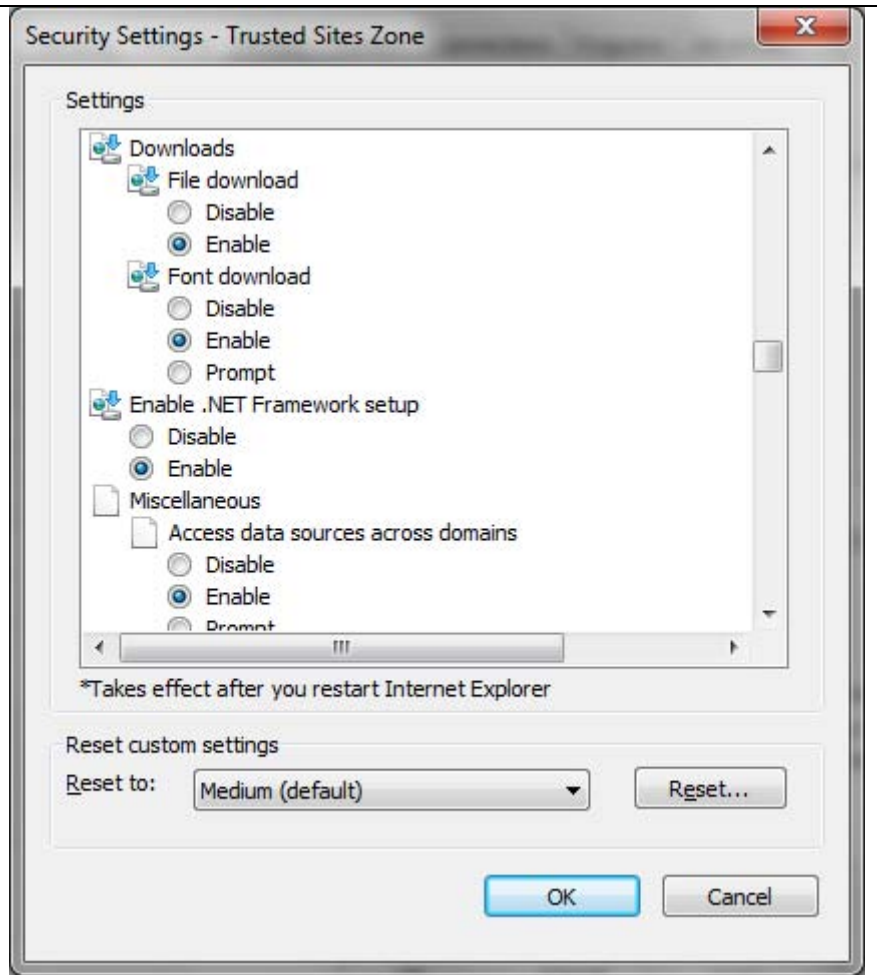 Security Settings - Trusted Sites Zone
Settings
Downloads
File download
Disable
Enable
Font download
Disable
Enable
Prompt
Enable .NET Framework setup
Disable
Enable
Miscellaneous
Access data sources across domains
Disable
Enable
Prompt
*Takes effect after you restart Internet Explorer
Reset custom settings
Reset to:
Medium (default)
Reset...
OK
Cancel